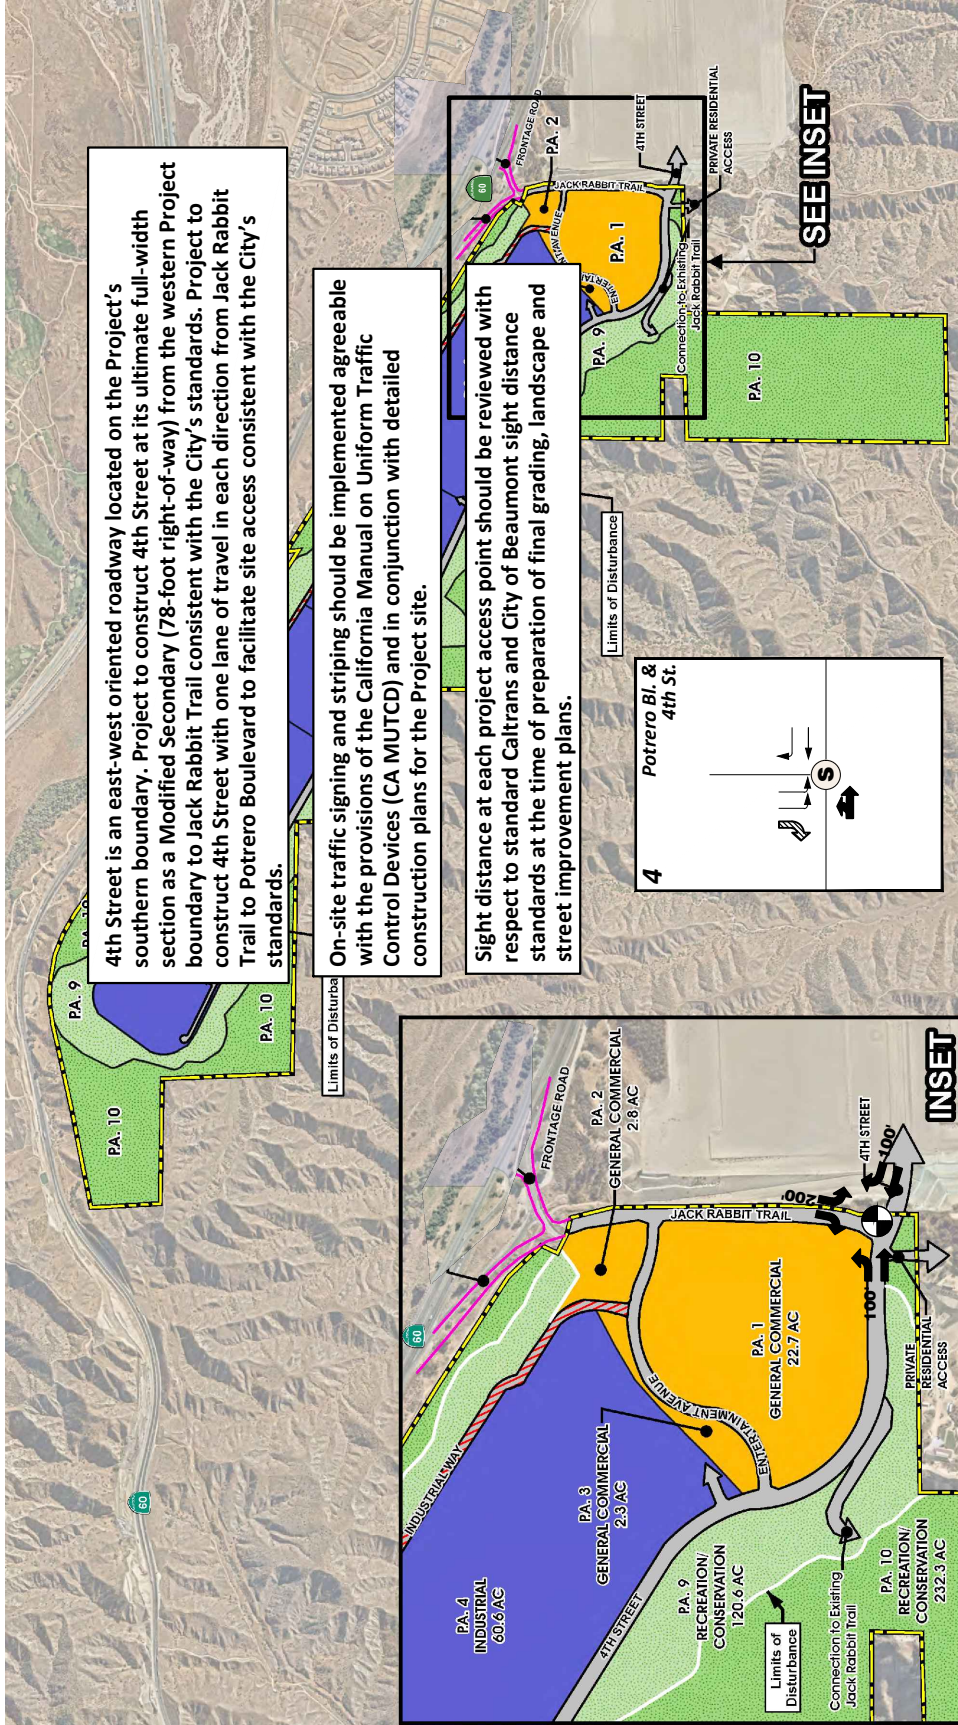 4th Street is an east-west oriented roadway located on the Project's
southern boundary. Project to construct 4th Street at its ultimate full-width
section as a Modified Secondary (78-foot right-of-way) from the western Project
boundary to Jack Rabbit Trail consistent with the City's standards. Project to
construct 4th Street with one lane of travel in each direction from Jack Rabbit
Trail to Potrero Boulevard to facilitate site access consistent with the City's
standards.
On-site traffic signing and striping should be implemented agreeable
with the provisions of the California Manual on Uniform Traffic
Control Devices (CA MUTCD) and in conjunction with detailed
construction plans for the Project site.
Sight distance at each project access point should be reviewed with
respect to standard Caltrans and City of Beaumont sight distance
standards at the time of preparation of final grading, landscape and
street improvement plans.
60
P.A. 9
P.A. 10
P.A. 10
Limits of Disturba
60
FRONTAGE ROAD
P.A. 2
JACK RABBIT TRAIL
4TH STREET
PRIVATE RESIDENTIAL
ACCESS
P.A. 1
P.A. 9
Connection to Exhisting
Jack Rabbit Trail
P.A. 10
SEE INSET
Limits of Disturbance
4
Potrero Bl. &
4th St.
S
60
FRONTAGE ROAD
P.A. 2
GENERAL COMMERCIAL
2.8 AC
INDUSTRIAL WAY
JACK RABBIT TRAIL
P.A. 4
INDUSTRIAL
60.6 AC
P.A. 3
GENERAL COMMERCIAL
2.3 AC
ENTERTAINMENT AVENUE
P.A. 1
GENERAL COMMERCIAL
22.7 AC
200'
4TH STREET
100'
100'
4TH STREET
P.A. 9
RECREATION/
CONSERVATION
120.6 AC
PRIVATE
RESIDENTIAL
ACCESS
Limits of
Disturbance
Connection to Existing
Jack Rabbit Trail
P.A. 10
RECREATION/
CONSERVATION
232.3 AC
INSET